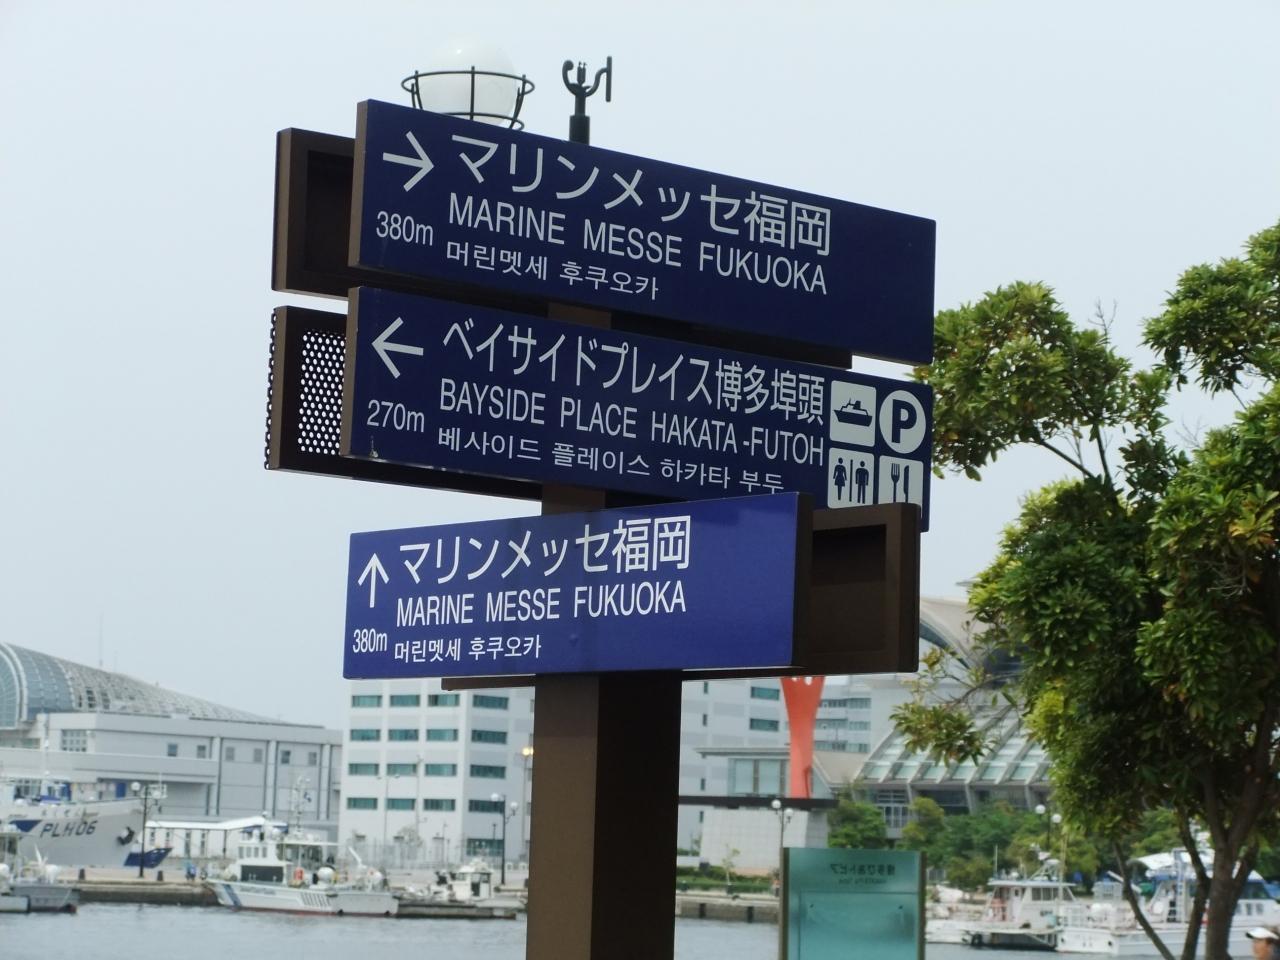 → マリンメッセ福岡
380m MARINE MESSE FUKUOKA
머린멧세 후쿠오카
← ベイサイドプレイス博多埠頭
270m BAYSIDE PLACE HAKATA-FUTOH
베사이드 플레이스 하카타 부두
P
↑ マリンメッセ福岡
380m MARINE MESSE FUKUOKA
머린멧세 후쿠오카
PLH06